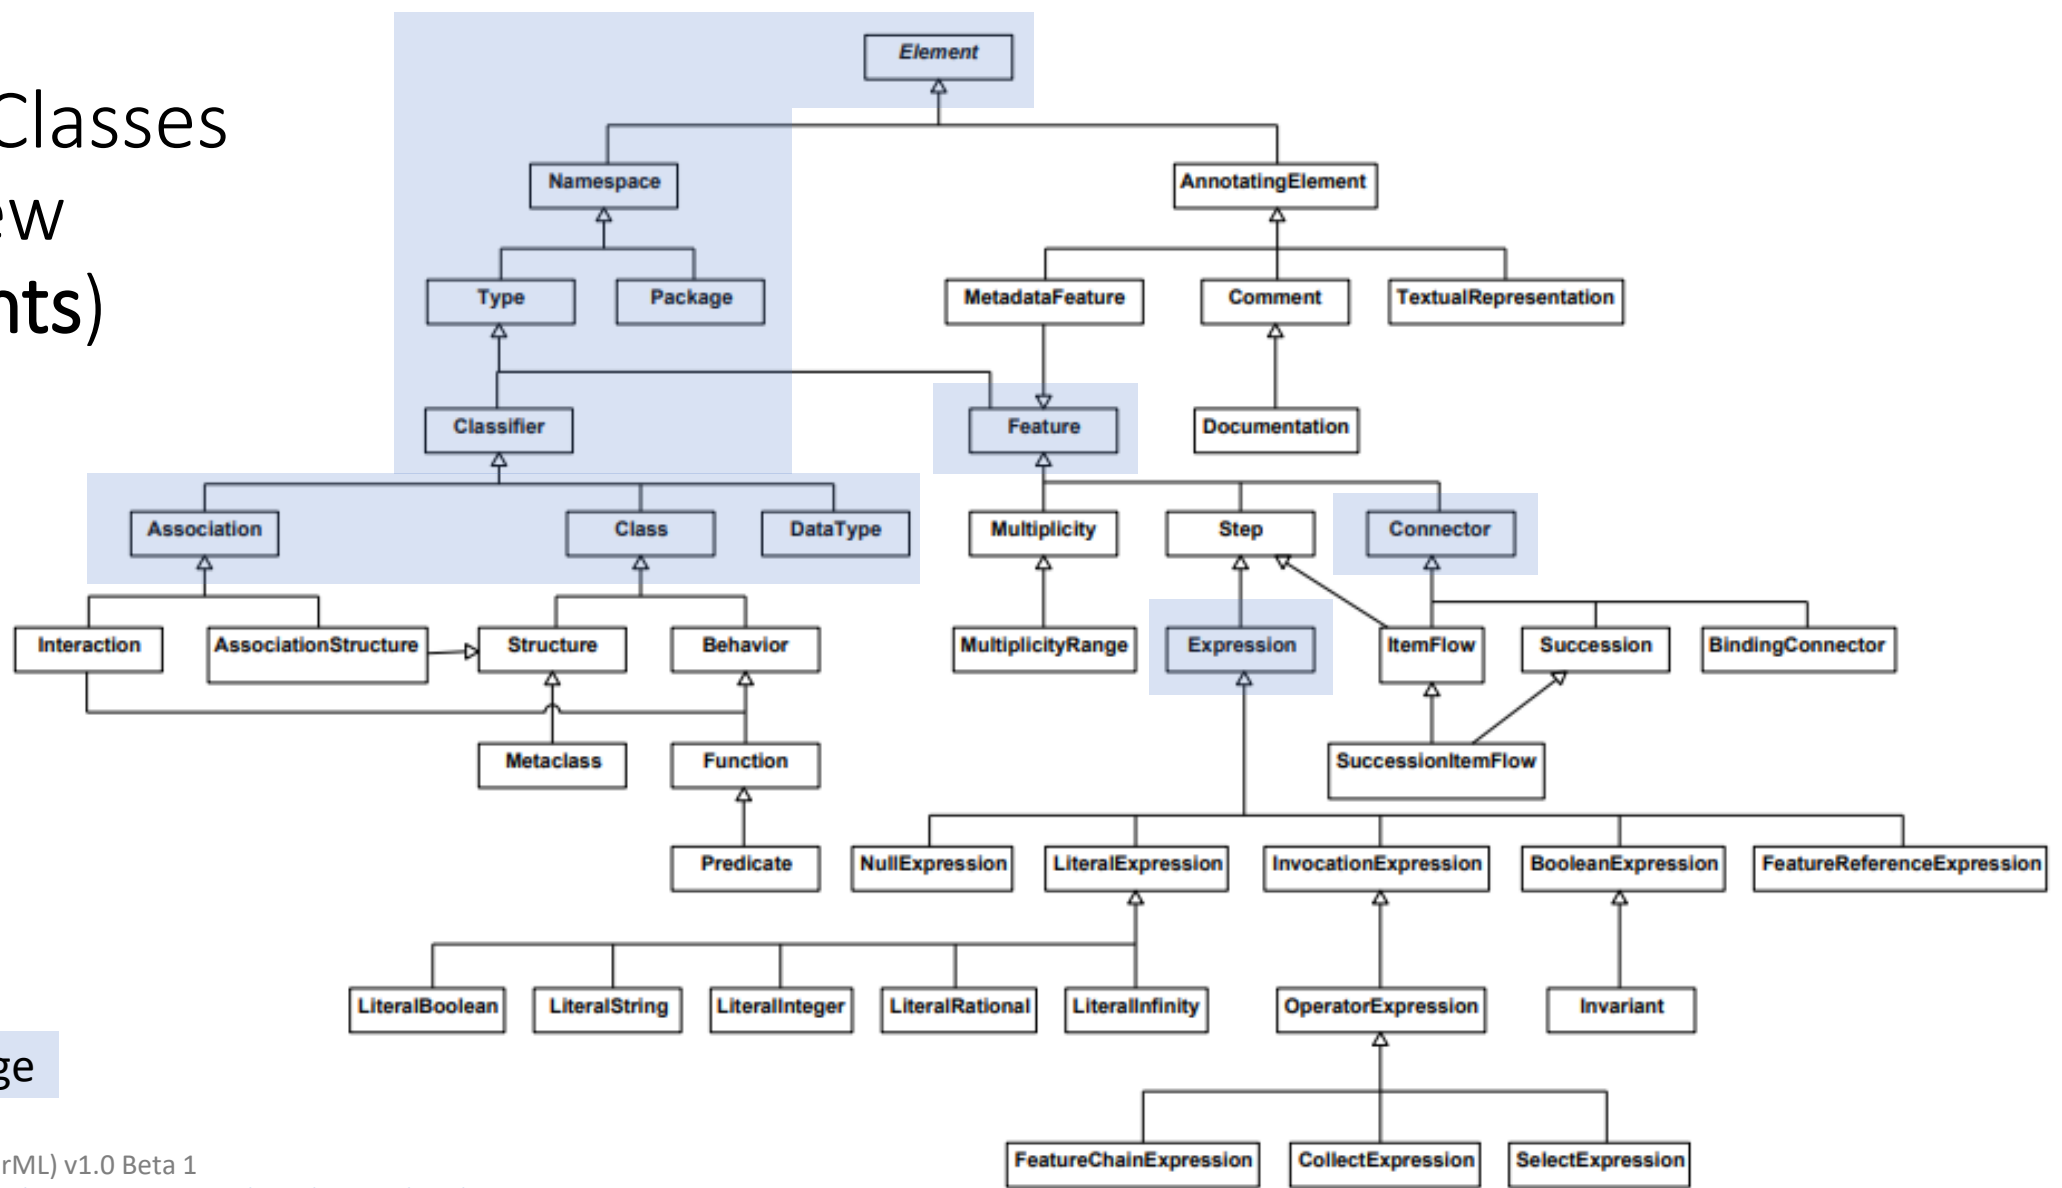 Classes
ew
nts)
Element
Namespace
AnnotatingElement
Type
Package
MetadataFeature
Comment
TextualRepresentation
Classifier
Feature
Documentation
Association
Class
DataType
Multiplicity
Step
Connector
Interaction
AssociationStructure
Structure
Behavior
MultiplicityRange
Expression
ItemFlow
Succession
BindingConnector
Metaclass
Function
SuccessionItemFlow
Predicate
NullExpression
LiteralExpression
InvocationExpression
BooleanExpression
FeatureReferenceExpression
LiteralBoolean
LiteralString
LiteralInteger
LiteralRational
LiteralInfinity
OperatorExpression
Invariant
ge
FeatureChainExpression
CollectExpression
SelectExpression
rML) v1.0 Beta 1